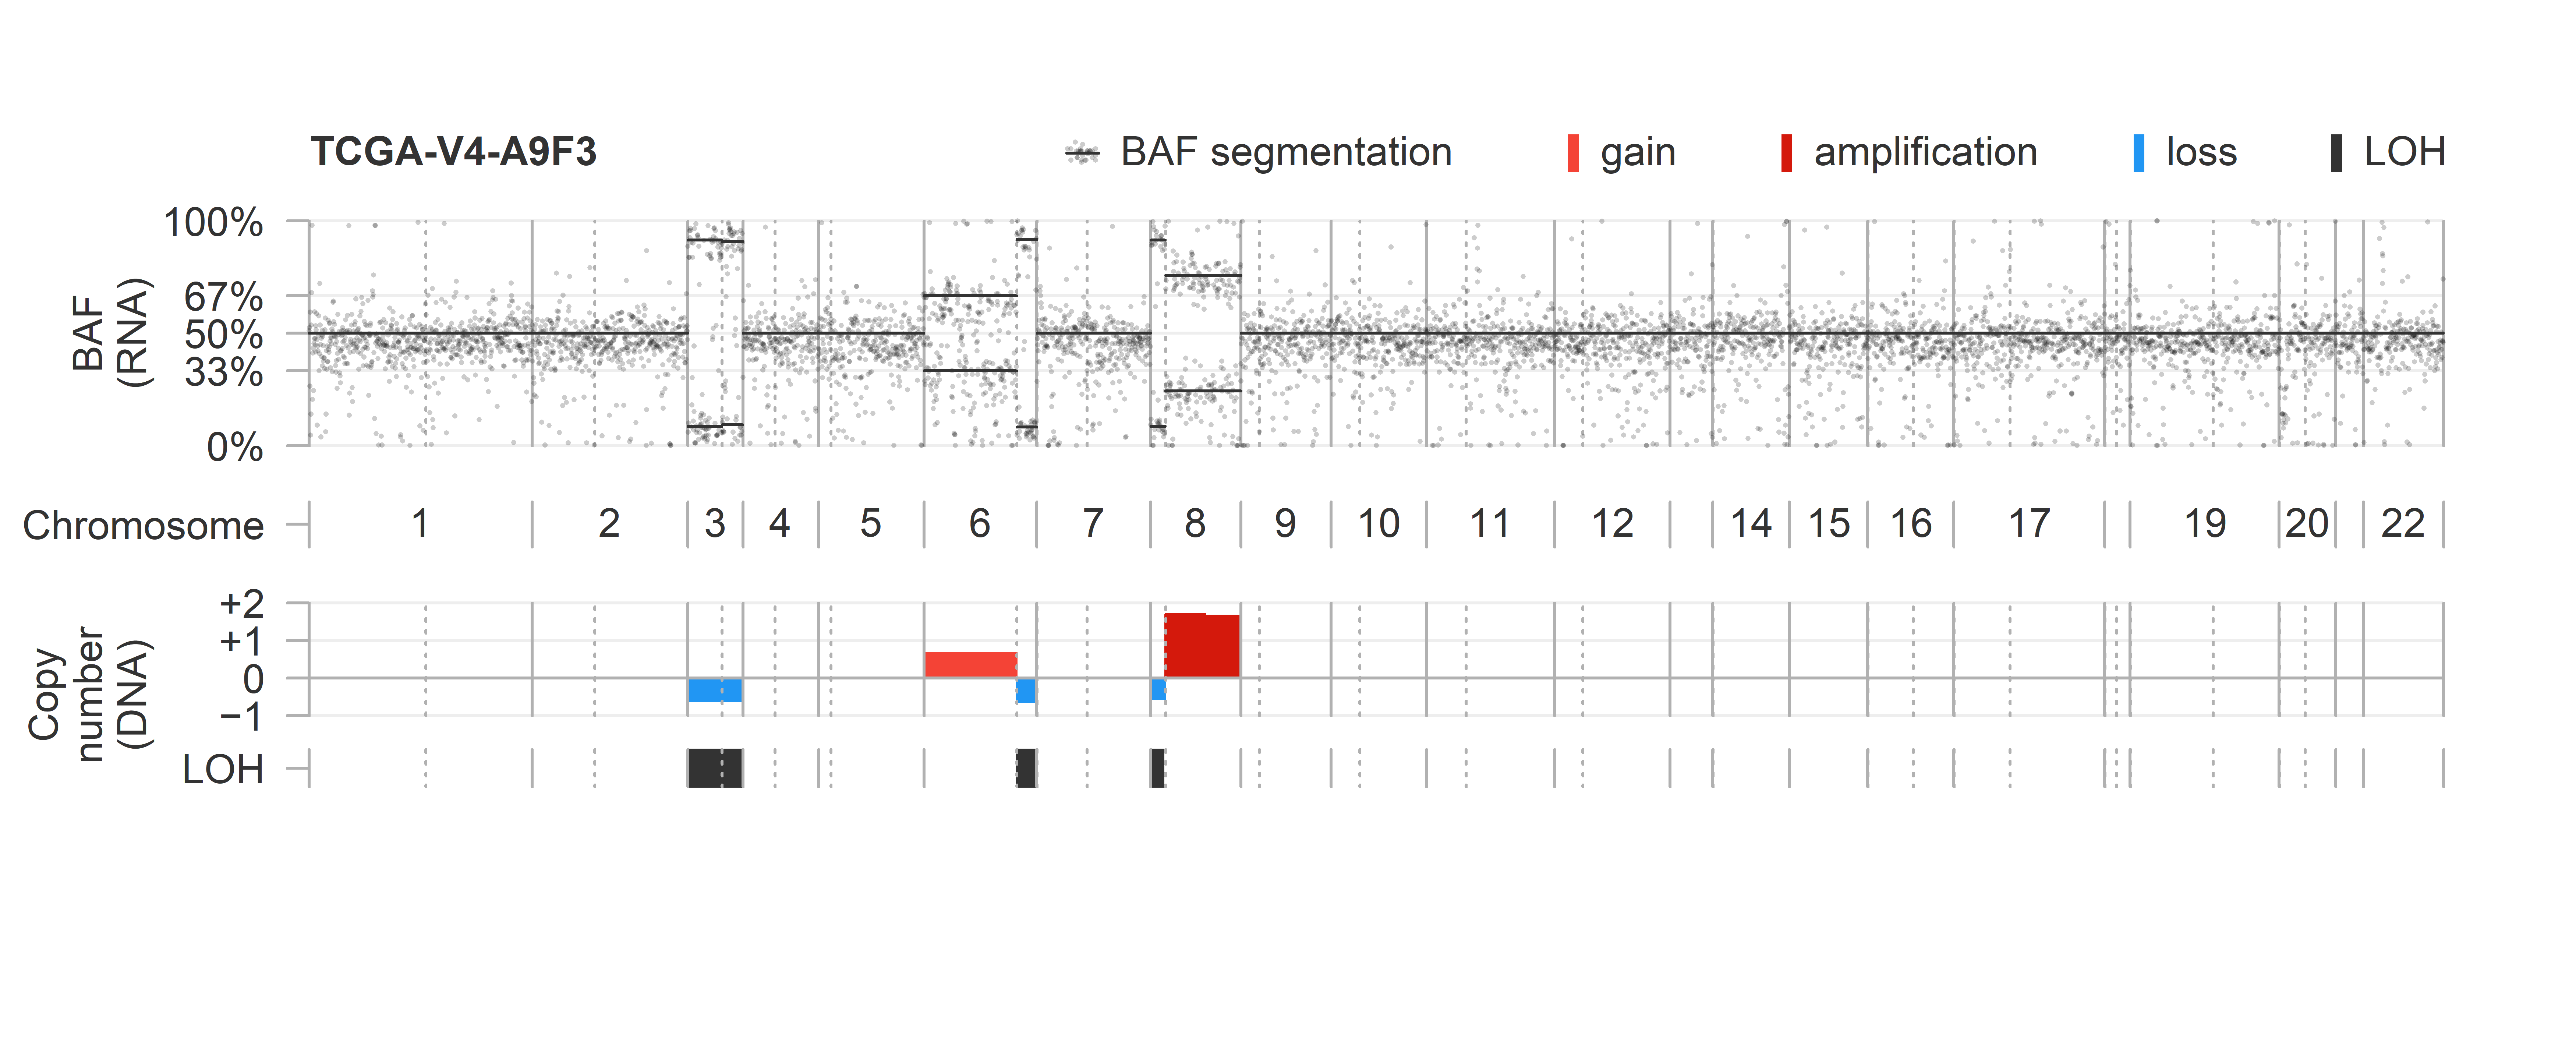 TCGA-V4-A9F3
BAF segmentation gain amplification loss LOH
BAF
(RNA)
100%
67%
50%
33%
0%
Chromosome 1 2 3 4 5 6 7 8 9 10 11 12 14 15 16 17 19 20 22
Copy
number
(DNA)
+2
+1
0
−1
LOH